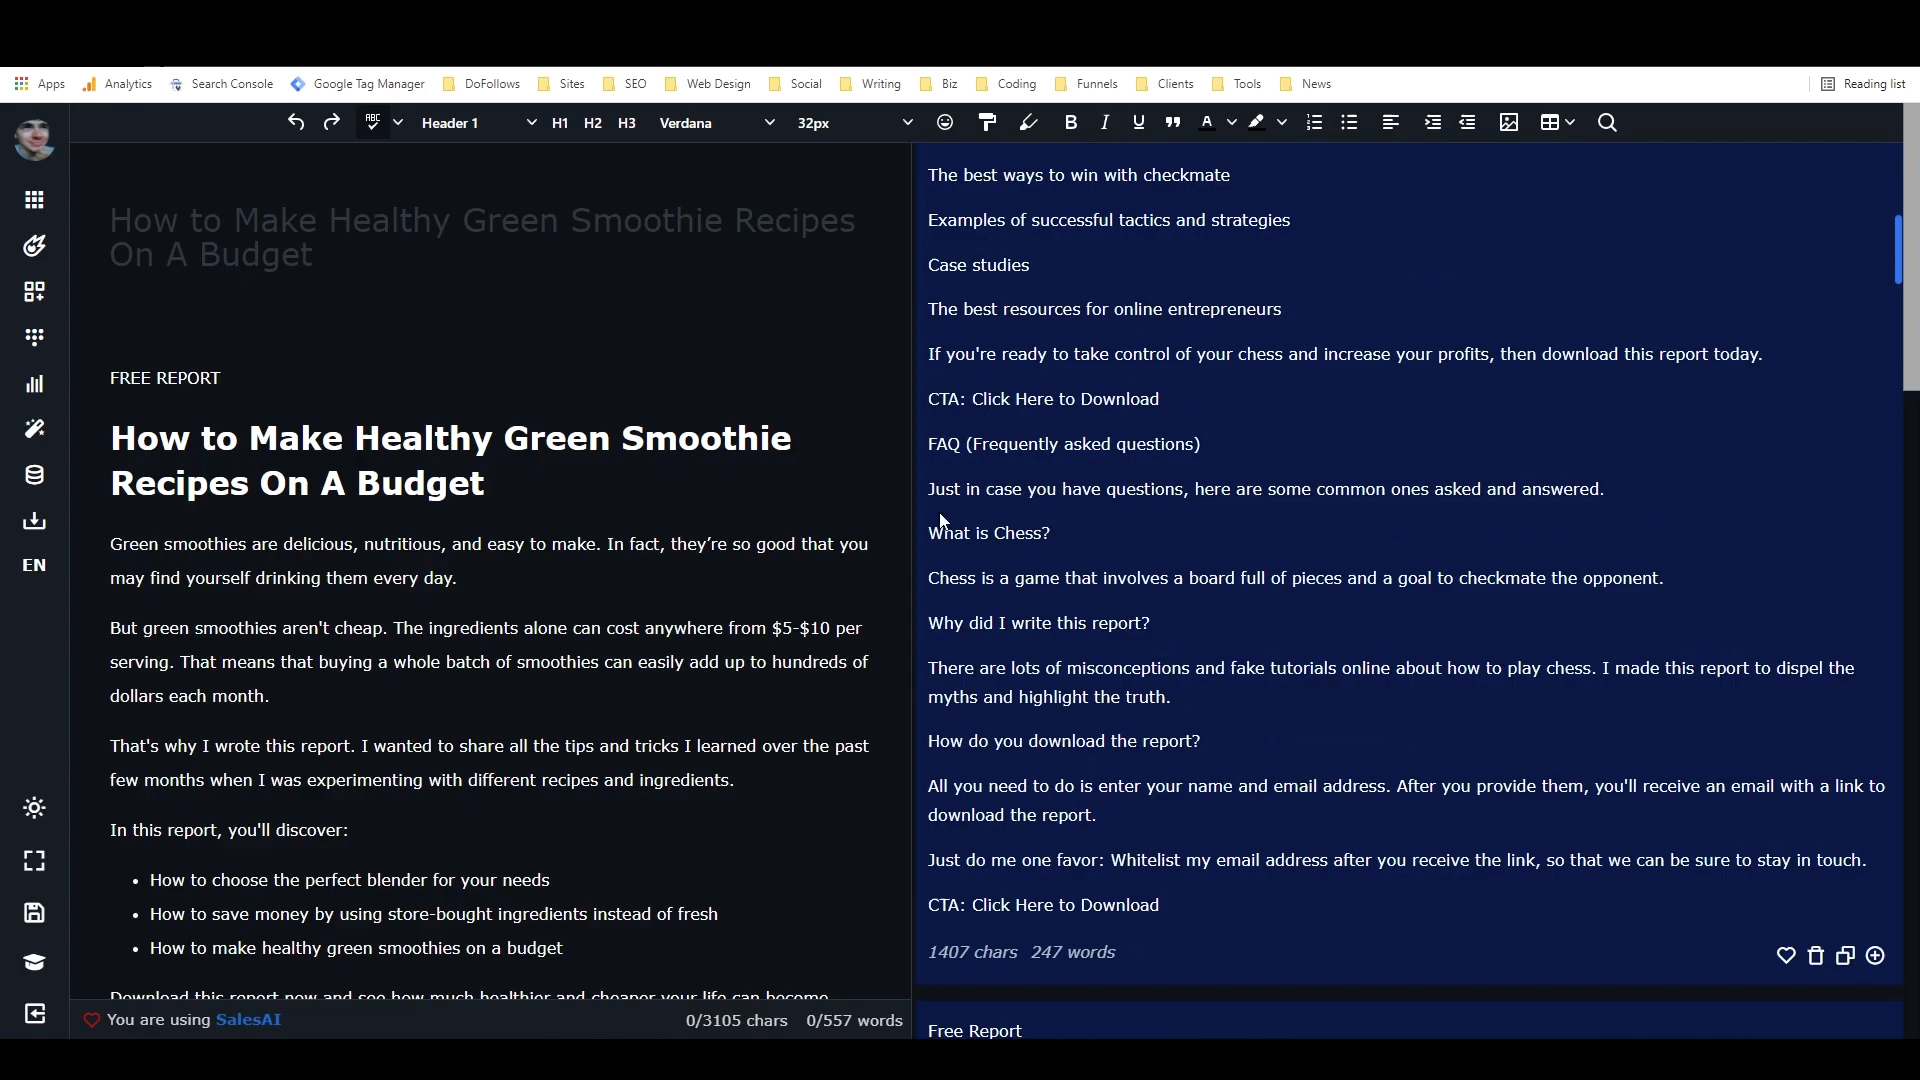 Apps Analytics Search Console Google Tag Manager DoFollows Sites SEO Web Design Social Writing Biz Coding Funnels Clients Tools News Reading list
ABC Header 1 H1 H2 H3 Verdana 32px B I U A
EN
How to Make Healthy Green Smoothie Recipes
On A Budget
FREE REPORT
How to Make Healthy Green Smoothie
Recipes On A Budget
Green smoothies are delicious, nutritious, and easy to make. In fact, they’re so good that you
may find yourself drinking them every day.
But green smoothies aren't cheap. The ingredients alone can cost anywhere from $5-$10 per
serving. That means that buying a whole batch of smoothies can easily add up to hundreds of
dollars each month.
That's why I wrote this report. I wanted to share all the tips and tricks I learned over the past
few months when I was experimenting with different recipes and ingredients.
In this report, you'll discover:
• How to choose the perfect blender for your needs
• How to save money by using store-bought ingredients instead of fresh
• How to make healthy green smoothies on a budget
Download this report now and see how much healthier and cheaper your life can become
You are using SalesAI 0/3105 chars 0/557 words
The best ways to win with checkmate
Examples of successful tactics and strategies
Case studies
The best resources for online entrepreneurs
If you're ready to take control of your chess and increase your profits, then download this report today.
CTA: Click Here to Download
FAQ (Frequently asked questions)
Just in case you have questions, here are some common ones asked and answered.
What is Chess?
Chess is a game that involves a board full of pieces and a goal to checkmate the opponent.
Why did I write this report?
There are lots of misconceptions and fake tutorials online about how to play chess. I made this report to dispel the
myths and highlight the truth.
How do you download the report?
All you need to do is enter your name and email address. After you provide them, you'll receive an email with a link to
download the report.
Just do me one favor: Whitelist my email address after you receive the link, so that we can be sure to stay in touch.
CTA: Click Here to Download
1407 chars 247 words
Free Report